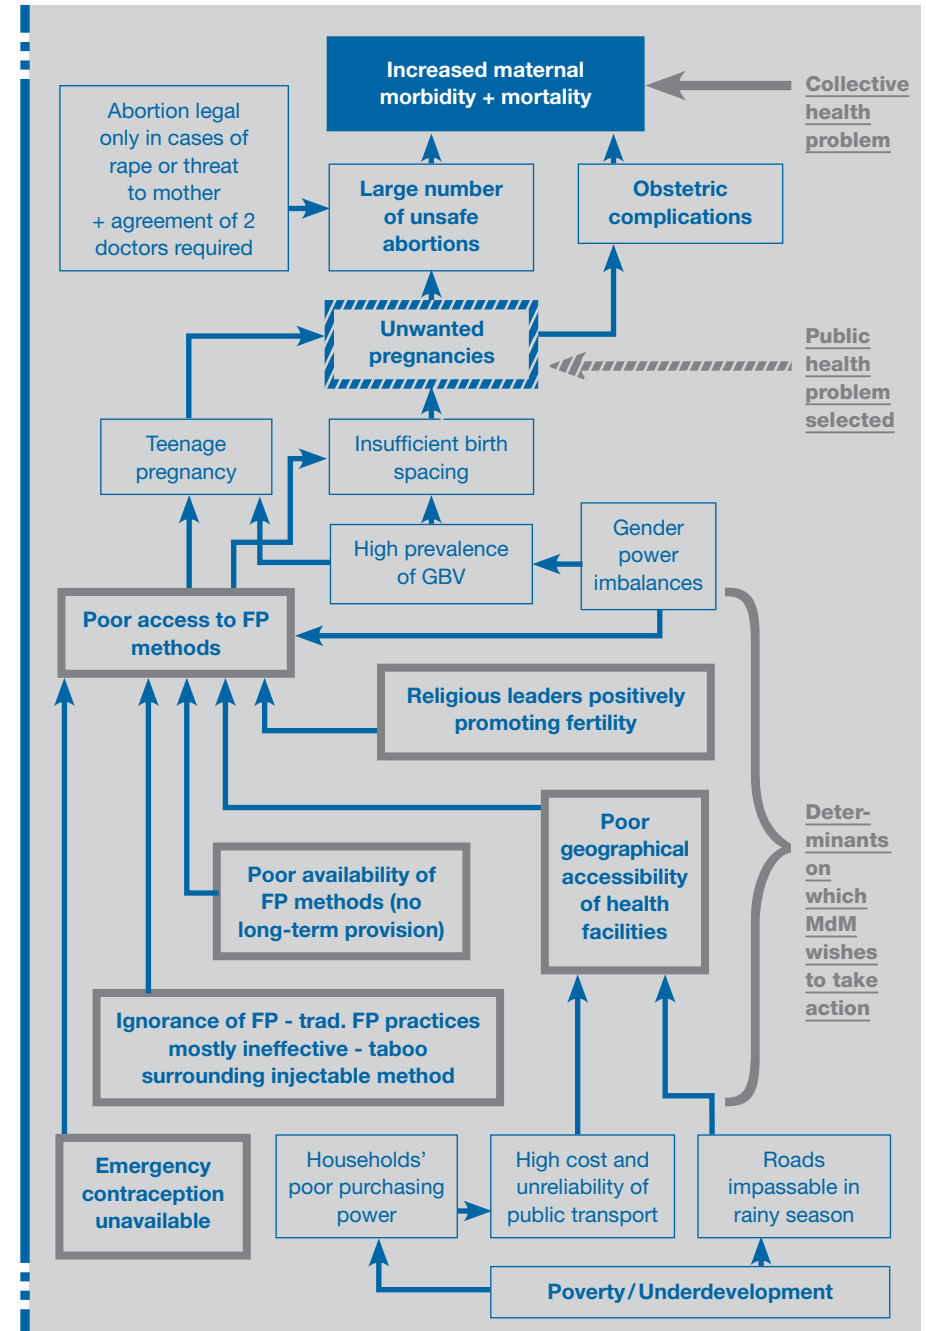 Increased maternal
morbidity + mortality
Collective
health
problem
Abortion legal
only in cases of
rape or threat
to mother
+ agreement of 2
doctors required
Large number
of unsafe
abortions
Obstetric
complications
Unwanted
pregnancies
Public
health
problem
selected
Teenage
pregnancy
Insufficient birth
spacing
High prevalence
of GBV
Gender
power
imbalances
Poor access to FP
methods
Religious leaders positively
promoting fertility
Poor
geographical
accessibility
of health
facilities
Deter-
minants
on
which
MdM
wishes
to take
action
Poor availability of
FP methods (no
long-term provision)
Ignorance of FP - trad. FP practices
mostly ineffective - taboo
surrounding injectable method
Emergency
contraception
unavailable
Households’
poor purchasing
power
High cost and
unreliability of
public transport
Roads
impassable in
rainy season
Poverty/Underdevelopment